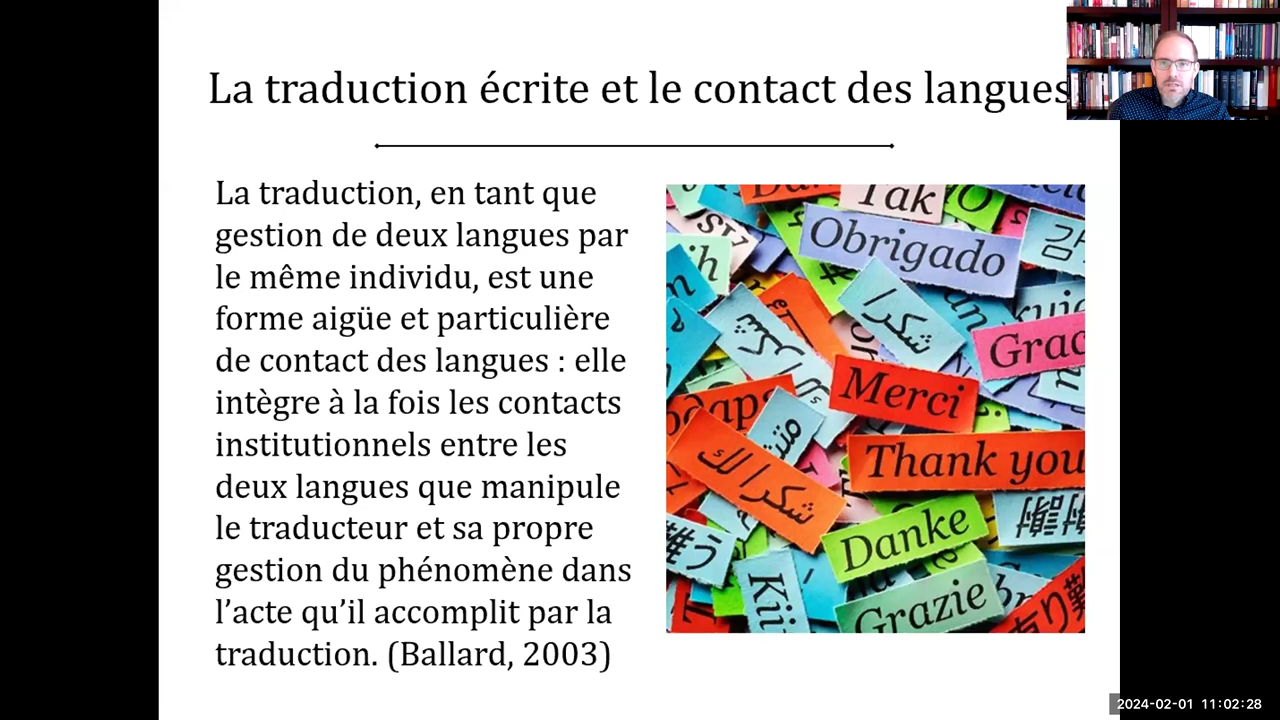 La traduction écrite et le contact des langues
La traduction, en tant que
gestion de deux langues par
le même individu, est une
forme aigüe et particulière
de contact des langues : elle
intègre à la fois les contacts
institutionnels entre les
deux langues que manipule
le traducteur et sa propre
gestion du phénomène dans
l’acte qu’il accomplit par la
traduction. (Ballard, 2003)
Tak
Obrigado
شكرا
Merci
Thank you
شكرا لك
Danke
Grazie
2024-02-01 11:02:28